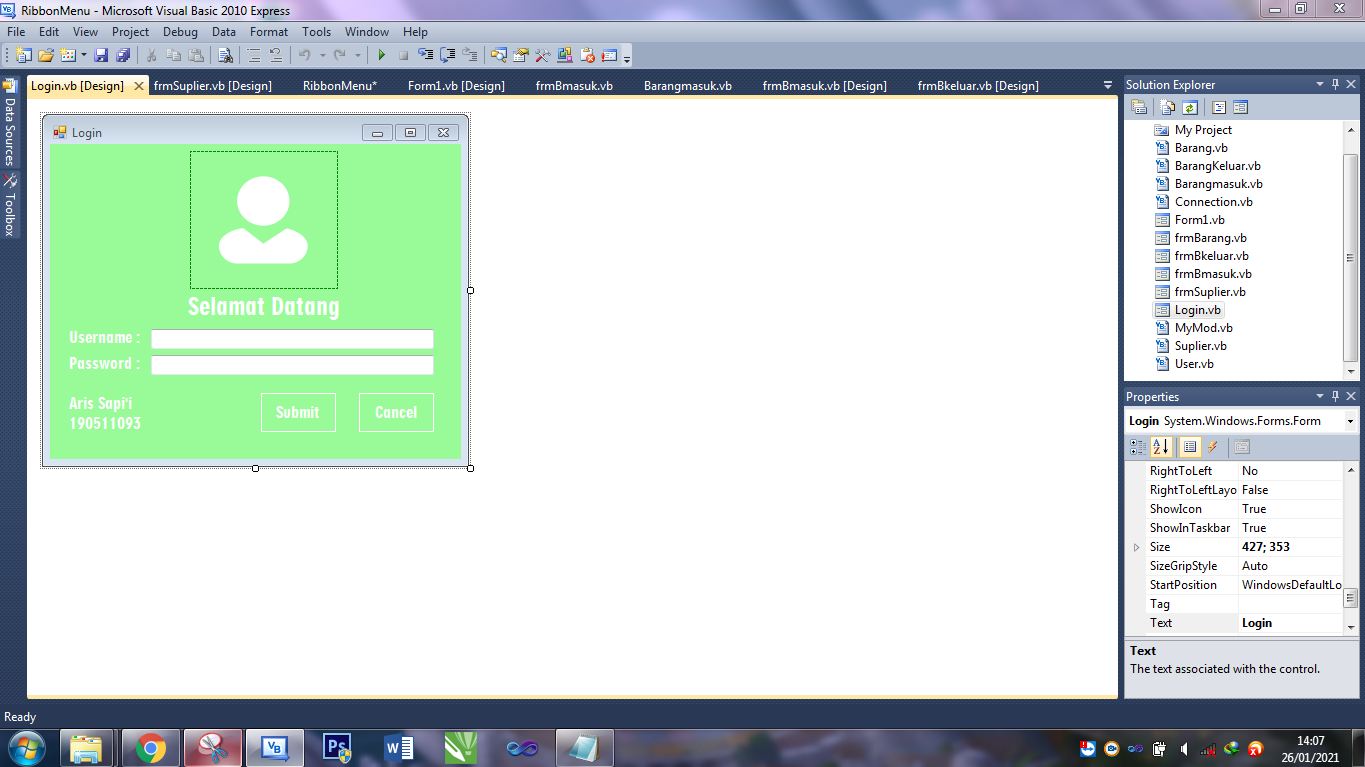 RibbonMenu - Microsoft Visual Basic 2010 Express
File Edit View Project Debug Data Format Tools Window Help
Login.vb [Design] frmSuplier.vb [Design] RibbonMenu* Form1.vb [Design] frmBmasuk.vb Barangmasuk.vb frmBmasuk.vb [Design] frmBkeluar.vb [Design]
Data Sources
Toolbox
Login
Selamat Datang
Username :
Password :
Aris Sapi'i
190511093
Submit Cancel
Solution Explorer
My Project
Barang.vb
BarangKeluar.vb
Barangmasuk.vb
Connection.vb
Form1.vb
frmBarang.vb
frmBkeluar.vb
frmBmasuk.vb
frmSuplier.vb
Login.vb
MyMod.vb
Suplier.vb
User.vb
Properties
Login System.Windows.Forms.Form
RightToLeft No
RightToLeftLayo False
ShowIcon True
ShowInTaskbar True
Size 427; 353
SizeGripStyle Auto
StartPosition WindowsDefaultLo
Tag
Text Login
Text
The text associated with the control.
Ready
14:07
26/01/2021